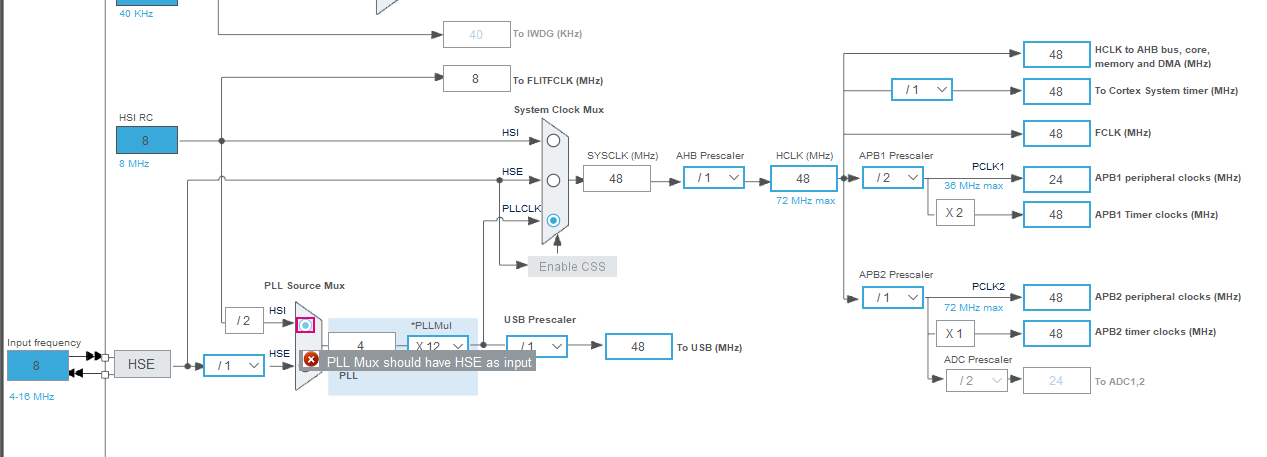 40 KHz
40
To IWDG (KHz)
8
To FLITFCLK (MHz)
HSI RC
8
8 MHz
System Clock Mux
HSI
HSE
PLLCLK
Enable CSS
SYSCLK (MHz)
48
AHB Prescaler
/ 1
HCLK (MHz)
48
72 MHz max
48
HCLK to AHB bus, core,
memory and DMA (MHz)
/ 1
48
To Cortex System timer (MHz)
48
FCLK (MHz)
APB1 Prescaler
/ 2
PCLK1
36 MHz max
24
APB1 peripheral clocks (MHz)
X 2
48
APB1 Timer clocks (MHz)
APB2 Prescaler
/ 1
PCLK2
72 MHz max
48
APB2 peripheral clocks (MHz)
X 1
48
APB2 timer clocks (MHz)
ADC Prescaler
/ 2
24
To ADC1,2
PLL Source Mux
/ 2
HSI
HSE
Input frequency
8
4-16 MHz
HSE
/ 1
4
*PLLMul
X 12
PLL
PLL Mux should have HSE as input
USB Prescaler
/ 1
48
To USB (MHz)